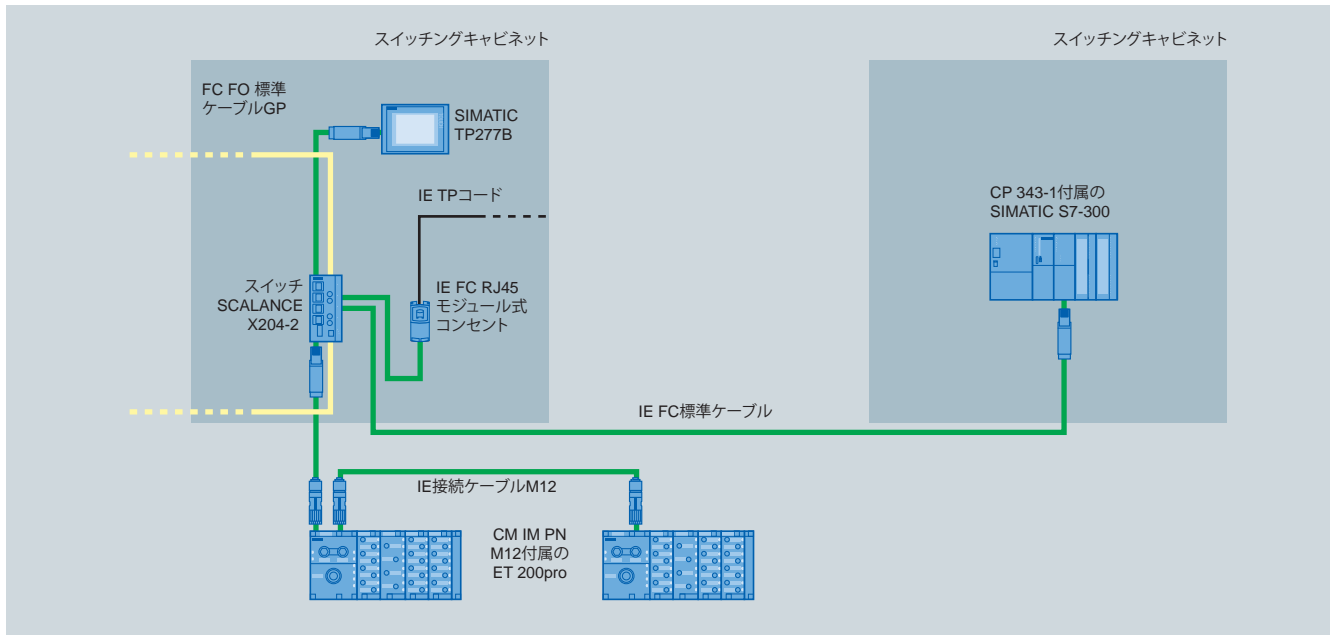 スイッチングキャビネット
スイッチングキャビネット
FC FO 標準
ケーブルGP
SIMATIC
TP277B
IE TPコード
CP 343-1付属の
SIMATIC S7-300
スイッチ
SCALANCE
X204-2
IE FC RJ45
モジュール式
コンセント
IE FC標準ケーブル
IE接続ケーブルM12
CM IM PN
M12付属の
ET 200pro